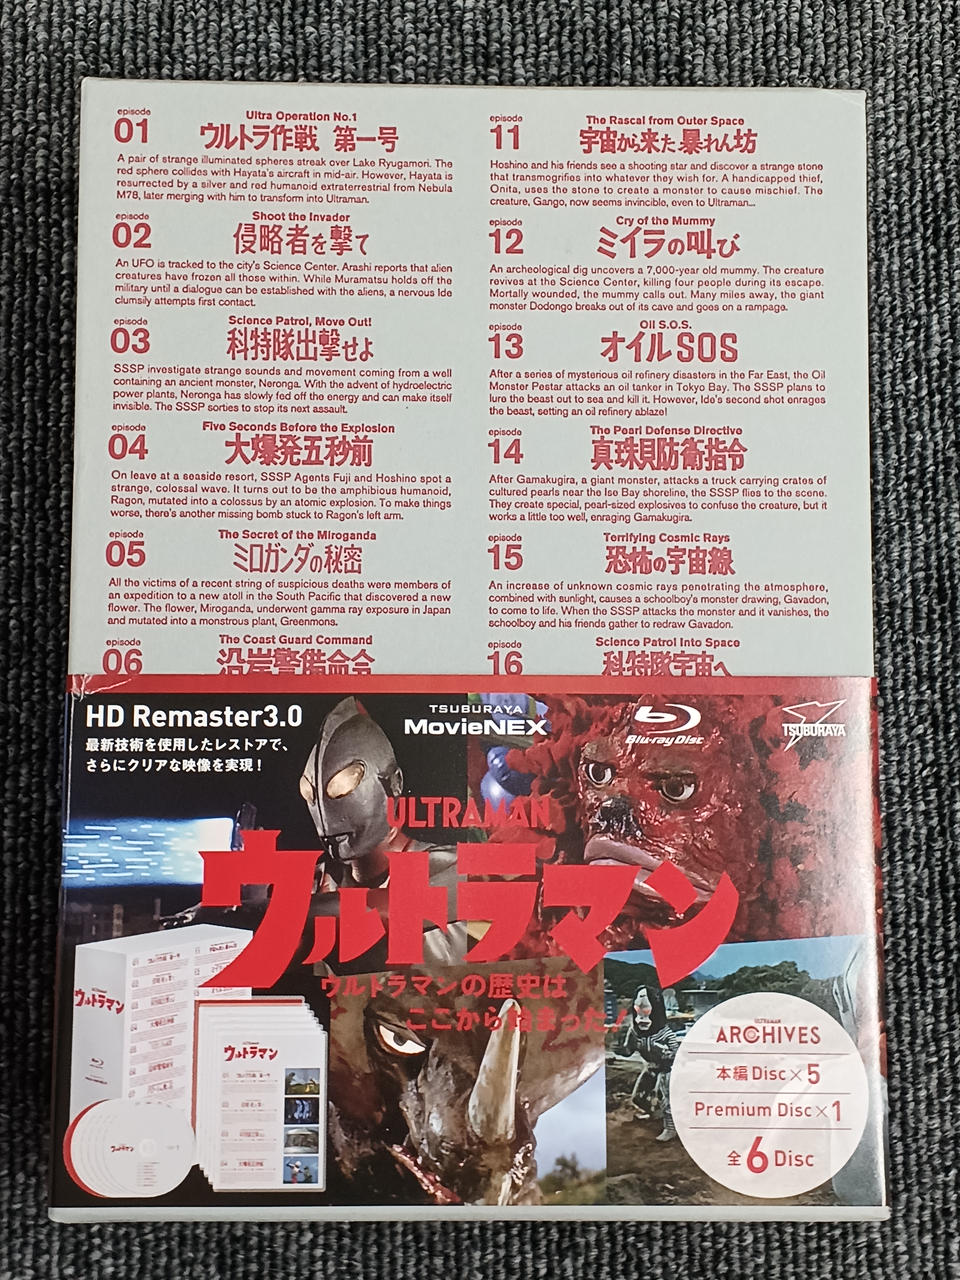 episode
01
Ultra Operation No.1
ウルトラ作戦 第一号
A pair of strange illuminated spheres streak over Lake Ryugamori. The
red sphere collides with Hayata's aircraft in mid-air. However, Hayata is
resurrected by a silver and red humanoid extraterrestrial from Nebula
M78, later merging with him to transform into Ultraman.
episode
02
Shoot the Invader
侵略者を撃て
An UFO is tracked to the city's Science Center. Arashi reports that alien
creatures have frozen all those within. While Muramatsu holds off the
military until a dialogue can be established with the aliens, a nervous Ide
clumsily attempts first contact.
episode
03
Science Patrol, Move Out!
科特隊出撃せよ
SSSP investigate strange sounds and movement coming from a well
containing an ancient monster, Neronga. With the advent of hydroelectric
power plants, Neronga has slowly fed off the energy and can make itself
invisible. The SSSP sorties to stop its next assault.
episode
04
Five Seconds Before the Explosion
大爆発五秒前
On leave at a seaside resort, SSSP Agents Fuji and Hoshino spot a
strange, colossal wave. It turns out to be the amphibious humanoid,
Ragon, mutated into a colossus by an atomic explosion. To make things
worse, there's another missing bomb stuck to Ragon's left arm.
episode
05
The Secret of the Miroganda
ミロガンダの秘密
All the victims of a recent string of suspicious deaths were members of
an expedition to a new atoll in the South Pacific that discovered a new
flower. The flower, Miroganda, underwent gamma ray exposure in Japan
and mutated into a monstrous plant, Greenmons.
episode
06
The Coast Guard Command
沿岸警備命令
episode
11
The Rascal from Outer Space
宇宙から来た暴れん坊
Hoshino and his friends see a shooting star and discover a strange stone
that transmogrifies into whatever they wish for. A handicapped thief,
Onita, uses the stone to create a monster to cause mischief. The
creature, Gango, now seems invincible, even to Ultraman...
episode
12
Cry of the Mummy
ミイラの叫び
An archeological dig uncovers a 7,000-year old mummy. The creature
revives at the Science Center, killing four people during its escape.
Mortally wounded, the mummy calls out. Many miles away, the giant
monster Dodongo breaks out of its cave and goes on a rampage.
episode
13
Oil S.O.S.
オイルSOS
After a series of mysterious oil refinery disasters in the Far East, the Oil
Monster Pestar attacks an oil tanker in Tokyo Bay. The SSSP plans to
lure the beast out to sea and kill it. However, Ide's second shot enrages
the beast, setting an oil refinery ablaze!
episode
14
The Pearl Defense Directive
真珠貝防衛指令
After Gamakugira, a giant monster, attacks a truck carrying crates of
cultured pearls near the Ise Bay shoreline, the SSSP flies to the scene.
They create special, pearl-sized explosives to confuse the creature, but it
works a little too well, enraging Gamakugira.
episode
15
Terrifying Cosmic Rays
恐怖の宇宙線
An increase of unknown cosmic rays penetrating the atmosphere,
combined with sunlight, causes a schoolboy's monster drawing, Gavadon,
to come to life. When the SSSP attacks the monster and it vanishes, the
schoolboy and his friends gather to redraw Gavadon.
episode
16
Science Patrol Into Space
科特隊宇宙へ
HD Remaster3.0
最新技術を使用したレストアで、
さらにクリアな映像を実現！
TSUBURAYA
MovieNEX
Blu-ray Disc
TSUBURAYA
ULTRAMAN
ウルトラマン
ウルトラマンの歴史は
ここから始まった！
ウルトラマン
ウルトラマン
ウルトラマン
ULTRAMAN
ARCHIVES
本編Disc×5
Premium Disc×1
全6Disc